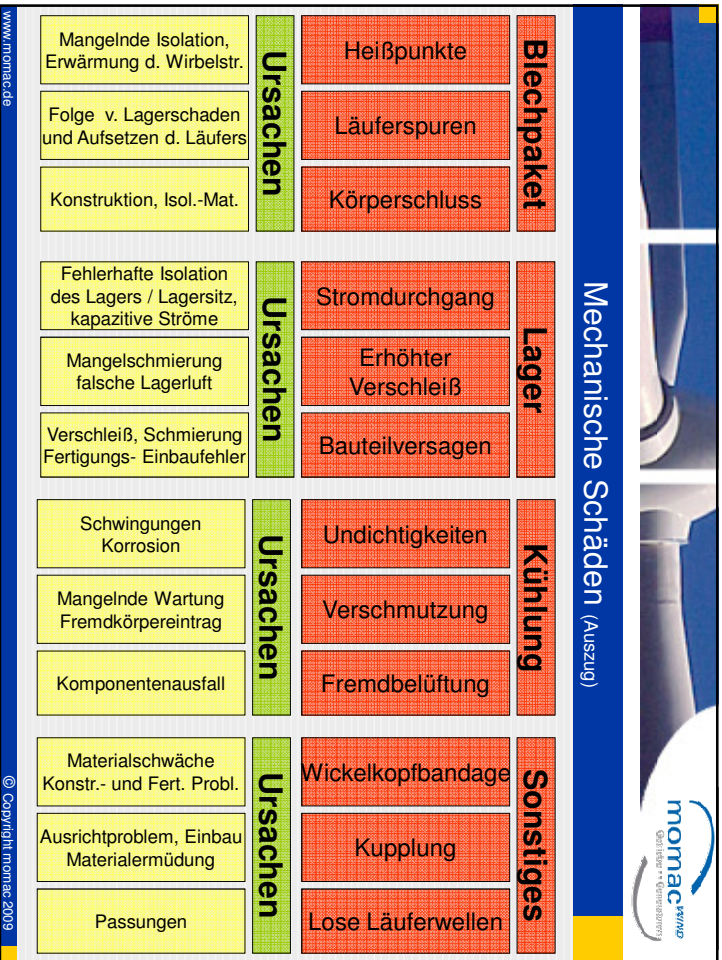 momac WIND
Mechanische Schäden (Auszug)
Blechpaket
Heißpunkte
Läuferspuren
Körperschluss
Ursachen
Mangelnde Isolation,
Erwärmung d. Wirbelstr.
Folge v. Lagerschaden
und Aufsetzen d. Läufers
Konstruktion, Isol.-Mat.
Lager
Stromdurchgang
Erhöhter
Verschleiß
Bauteilversagen
Ursachen
Fehlerhafte Isolation
des Lagers / Lagersitz,
kapazitive Ströme
Mangelschmierung
falsche Lagerluft
Verschleiß, Schmierung
Fertigungs- Einbaufehler
Kühlung
Undichtigkeiten
Verschmutzung
Fremdbelüftung
Ursachen
Schwingungen
Korrosion
Mangelnde Wartung
Fremdkörpereintrag
Komponentenausfall
Sonstiges
Wickelkopfbandage
Kupplung
Lose Läuferwellen
Ursachen
Materialschwäche
Konstr.- und Fert. Probl.
Ausrichtproblem, Einbau
Materialermüdung
Passungen
www.momac.de
© Copyright momac 2009